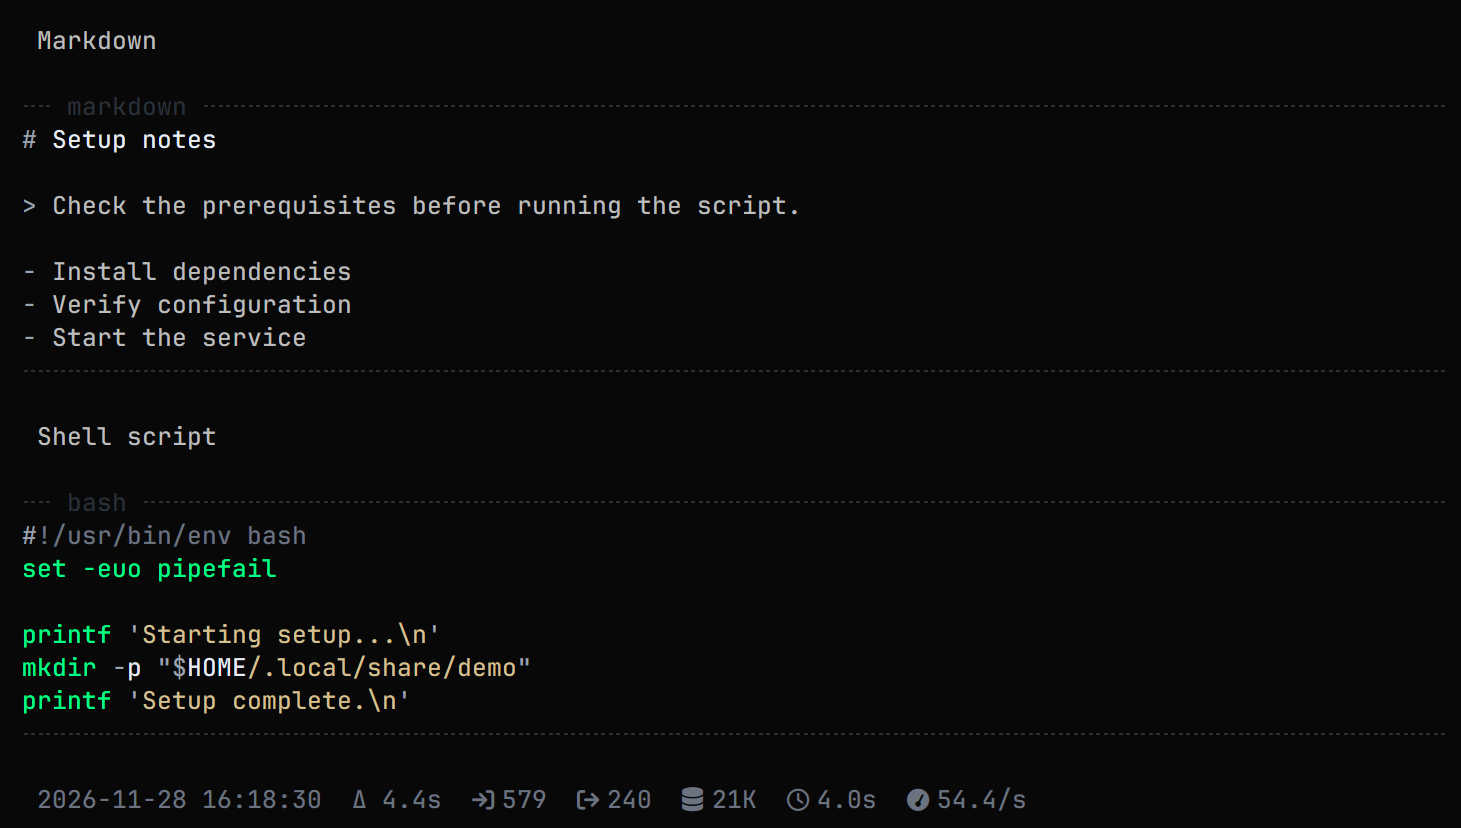 Markdown
markdown
# Setup notes
> Check the prerequisites before running the script.
- Install dependencies
- Verify configuration
- Start the service
Shell script
bash
#!/usr/bin/env bash
set -euo pipefail
printf 'Starting setup...\n'
mkdir -p "$HOME/.local/share/demo"
printf 'Setup complete.\n'
2026-11-28 16:18:30 Δ 4.4s 579 240 21K 4.0s 54.4/s